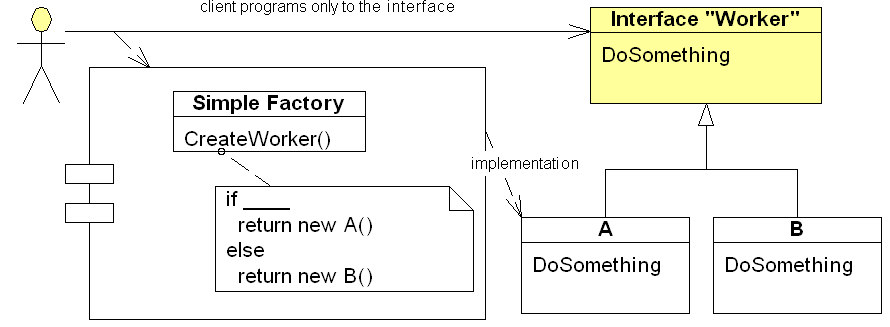 client programs only to the interface
Interface "Worker"
DoSomething
Simple Factory
CreateWorker()
implementation
if ____
return new A()
else
return new B()
A
DoSomething
B
DoSomething